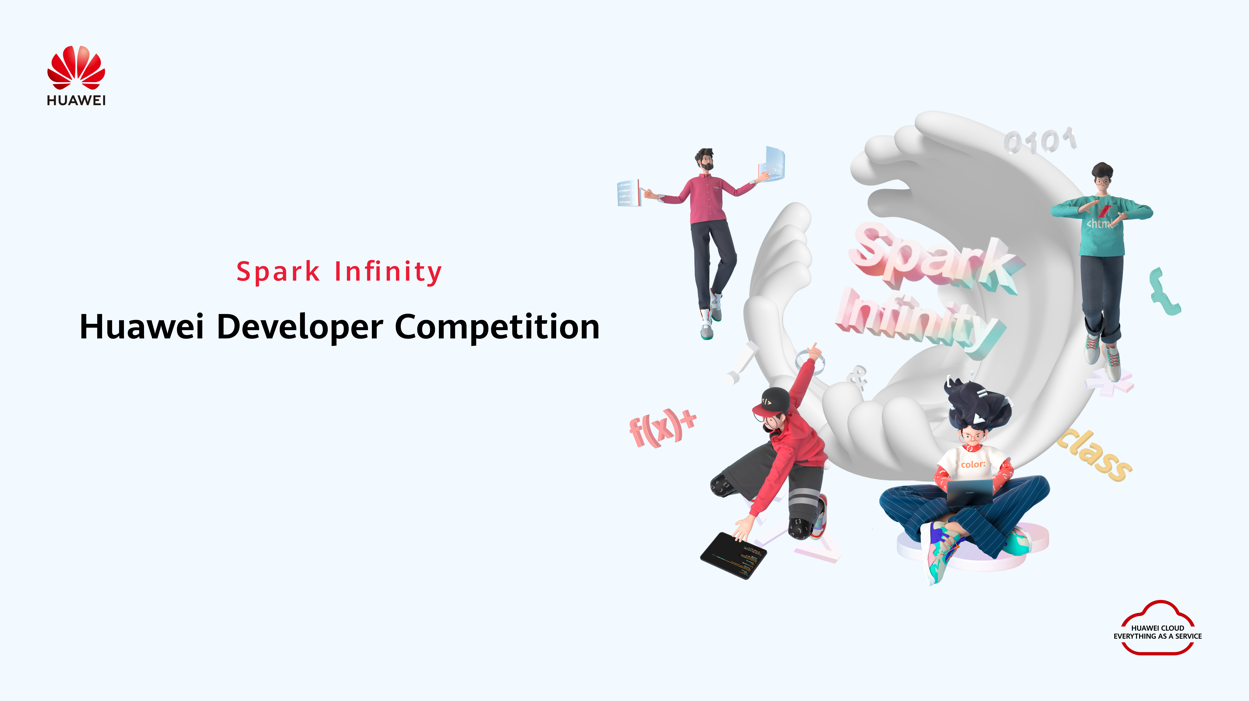 HUAWEI
Spark Infinity
Huawei Developer Competition
0101
Spark
Infinity
<html
&
f(x)+
color:
class
HUAWEI CLOUD
EVERYTHING AS A SERVICE